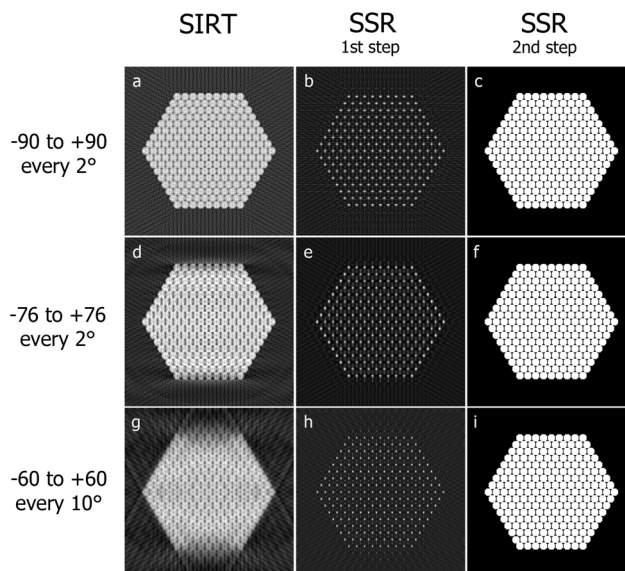 SIRT
SSR
1st step
SSR
2nd step
-90 to +90
every 2°
a
b
c
-76 to +76
every 2°
d
e
f
-60 to +60
every 10°
g
h
i